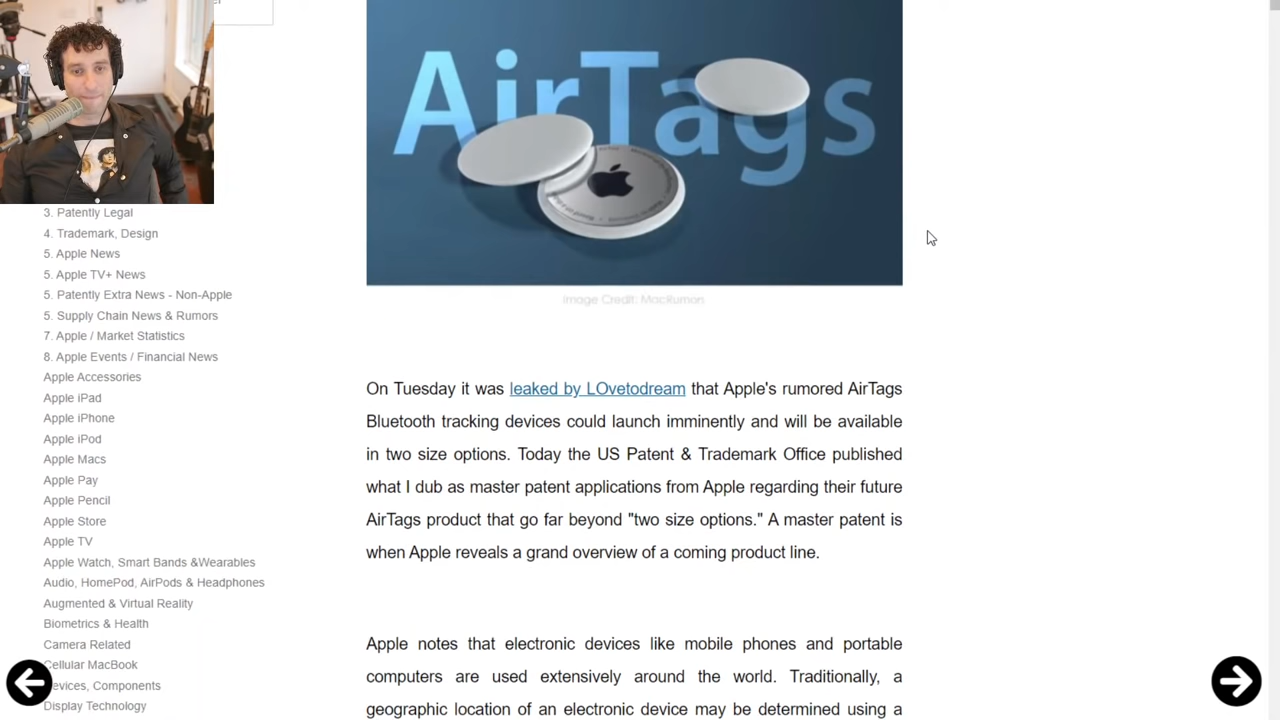 AirTags
Image Credit: MacRumors
3. Patently Legal
4. Trademark, Design
5. Apple News
5. Apple TV+ News
5. Patently Extra News - Non-Apple
5. Supply Chain News & Rumors
7. Apple / Market Statistics
8. Apple Events / Financial News
Apple Accessories
Apple iPad
Apple iPhone
Apple iPod
Apple Macs
Apple Pay
Apple Pencil
Apple Store
Apple TV
Apple Watch, Smart Bands &Wearables
Audio, HomePod, AirPods & Headphones
Augmented & Virtual Reality
Biometrics & Health
Camera Related
Cellular MacBook
evices, Components
Display Technology
On Tuesday it was leaked by LOvetodream that Apple's rumored AirTags
Bluetooth tracking devices could launch imminently and will be available
in two size options. Today the US Patent & Trademark Office published
what I dub as master patent applications from Apple regarding their future
AirTags product that go far beyond "two size options." A master patent is
when Apple reveals a grand overview of a coming product line.
Apple notes that electronic devices like mobile phones and portable
computers are used extensively around the world. Traditionally, a
geographic location of an electronic device may be determined using a